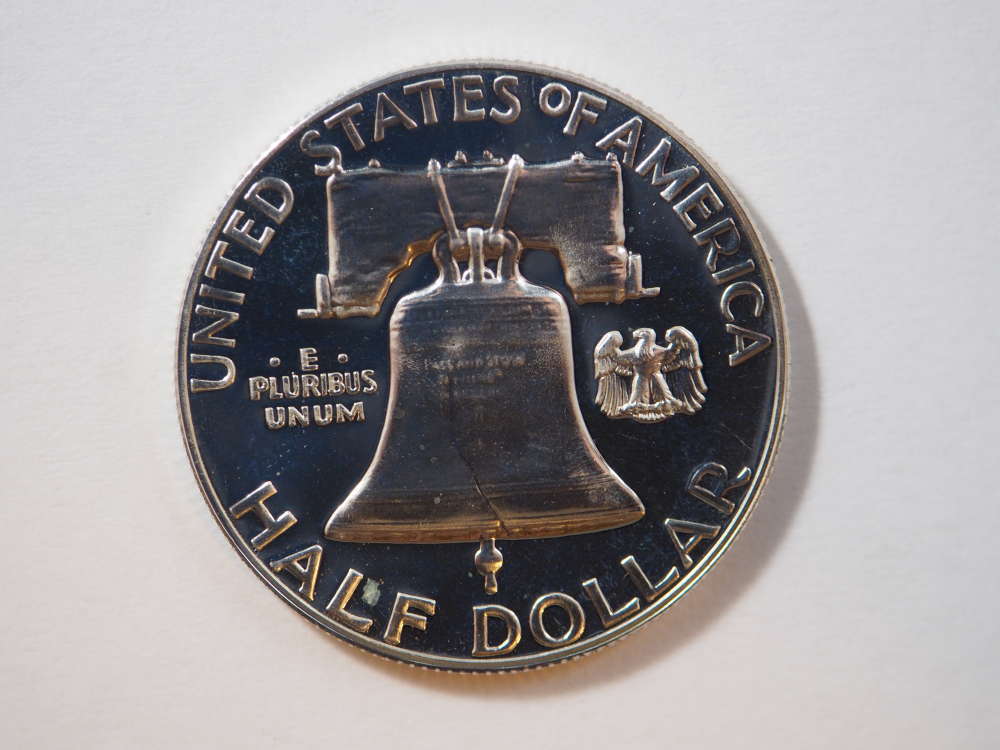 UNITED STATES OF AMERICA
· E ·
PLURIBUS
UNUM
HALF DOLLAR